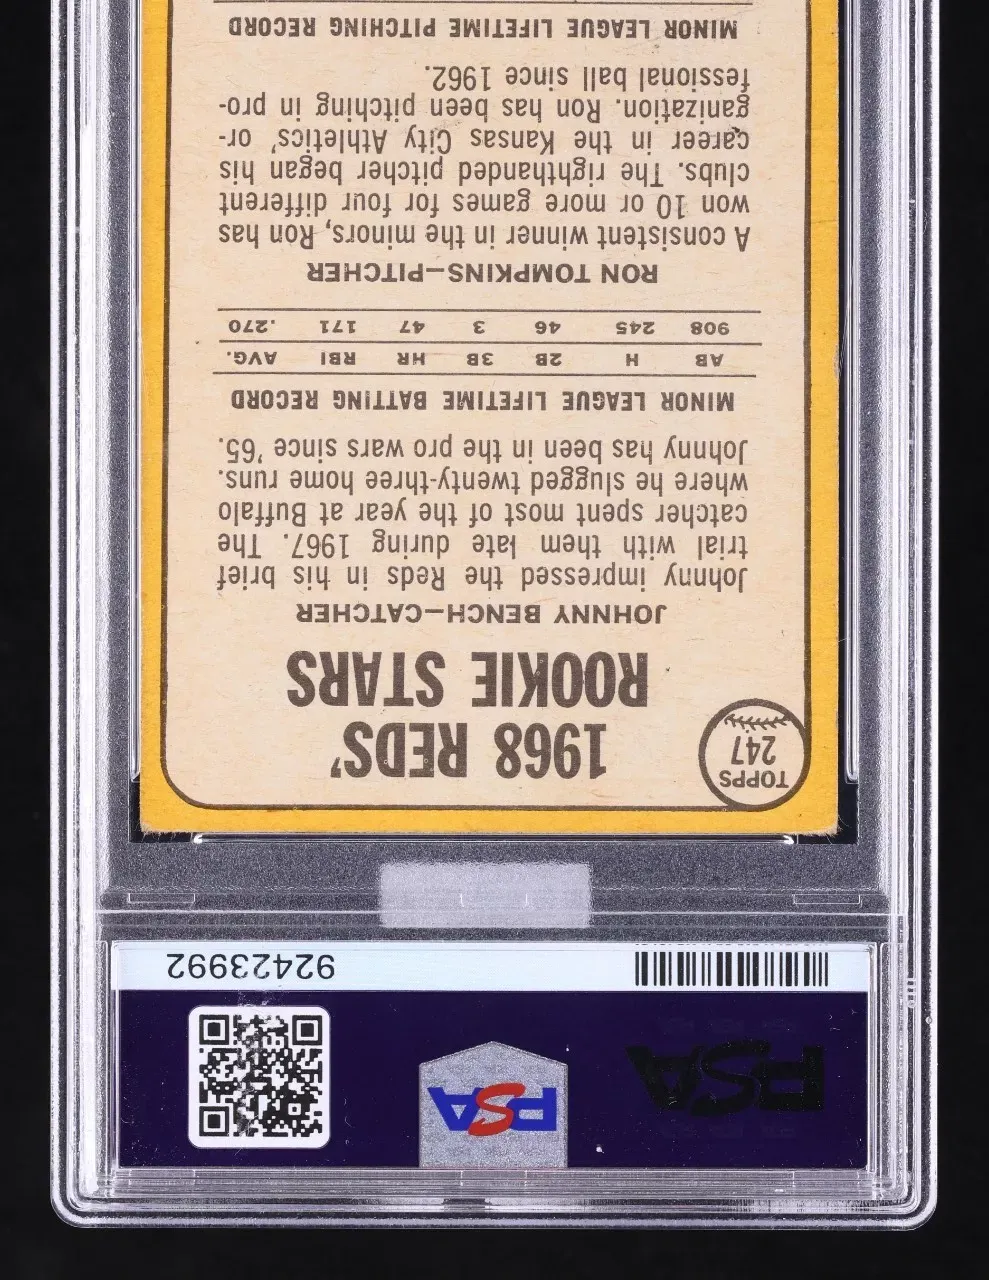 PSA
PSA
92423992
TOPPS
247
1968 REDS'
ROOKIE STARS
JOHNNY BENCH—CATCHER
Johnny impressed the Reds in his brief
trial with them late during 1967. The
catcher spent most of the year at Buffalo
where he slugged twenty-three home runs.
Johnny has been in the pro wars since '65.
MINOR LEAGUE LIFETIME BATTING RECORD
AB H 2B 3B HR RBI AVG.
908 245 46 3 47 171 .270
RON TOMPKINS—PITCHER
A consistent winner in the minors, Ron has
won 10 or more games for four different
clubs. The righthanded pitcher began his
career in the Kansas City Athletics' or-
ganization. Ron has been pitching in pro-
fessional ball since 1962.
MINOR LEAGUE LIFETIME PITCHING RECORD